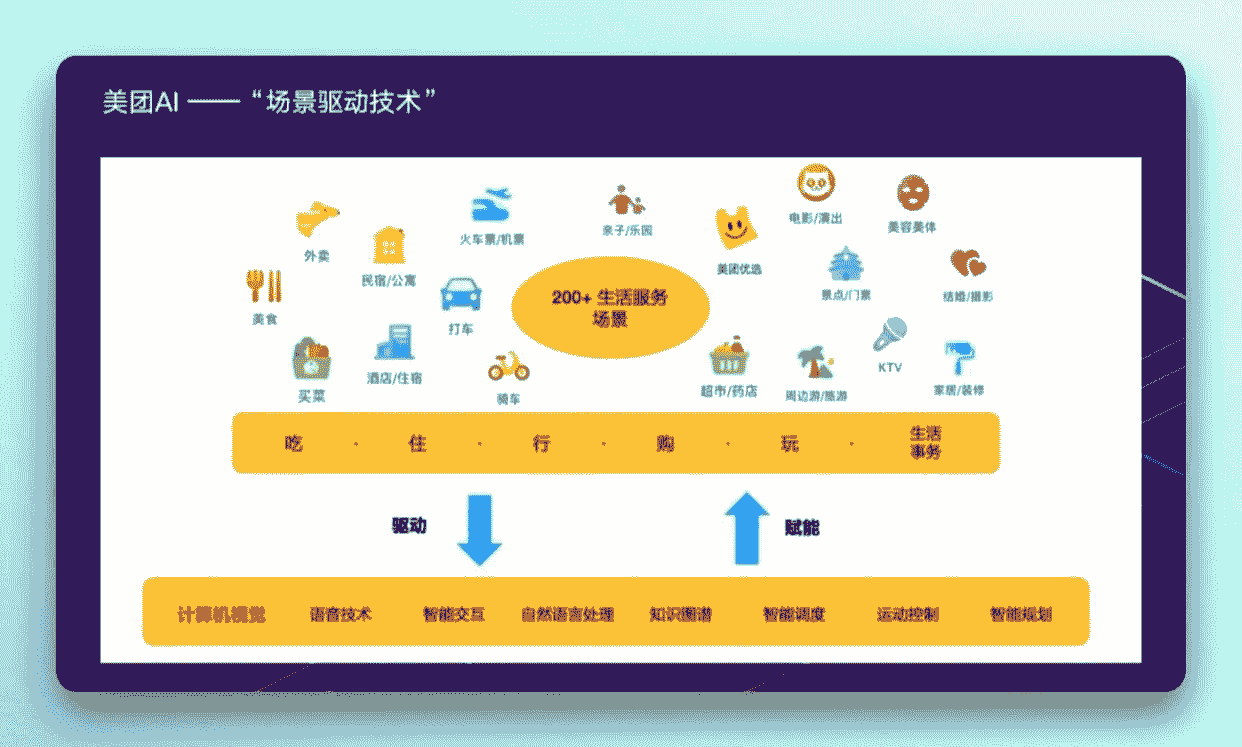 美团AI ——“场景驱动技术”
外卖
美食
买菜
民宿/公寓
酒店/住宿
火车票/机票
打车
骑车
亲子/乐园
200+ 生活服务
场景
美团优选
超市/药店
电影/演出
景点/门票
周边游/旅游
美容美体
KTV
结婚/摄影
家居/装修
吃 · 住 · 行 · 购 · 玩 · 生活
事务
驱动
赋能
计算机视觉 语音技术 智能交互 自然语言处理 知识图谱 智能调度 运动控制 智能规划